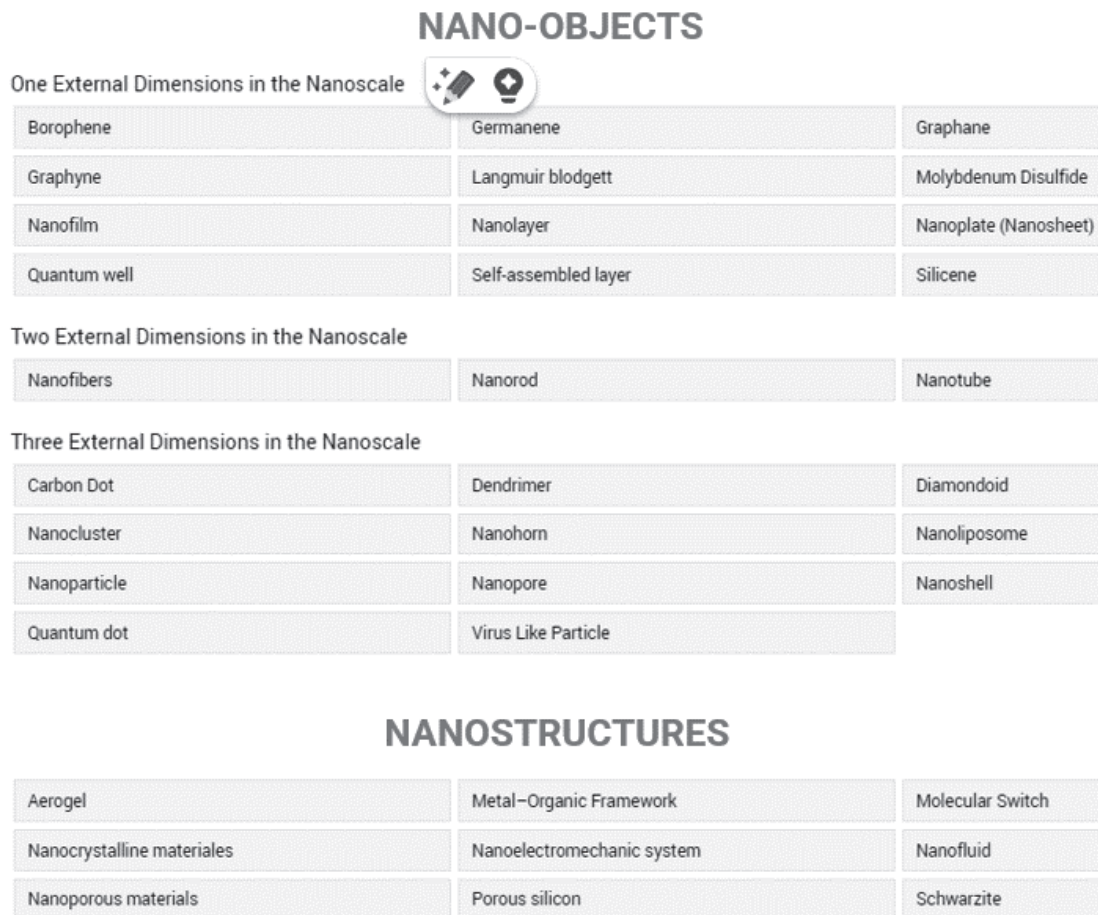 NANO-OBJECTS
One External Dimensions in the Nanoscale
Borophene Germanene Graphane
Graphyne Langmuir blodgett Molybdenum Disulfide
Nanofilm Nanolayer Nanoplate (Nanosheet)
Quantum well Self-assembled layer Silicene
Two External Dimensions in the Nanoscale
Nanofibers Nanorod Nanotube
Three External Dimensions in the Nanoscale
Carbon Dot Dendrimer Diamondoid
Nanocluster Nanohorn Nanoliposome
Nanoparticle Nanopore Nanoshell
Quantum dot Virus Like Particle
NANOSTRUCTURES
Aerogel Metal–Organic Framework Molecular Switch
Nanocrystalline materiales Nanoelectromechanic system Nanofluid
Nanoporous materials Porous silicon Schwarzite